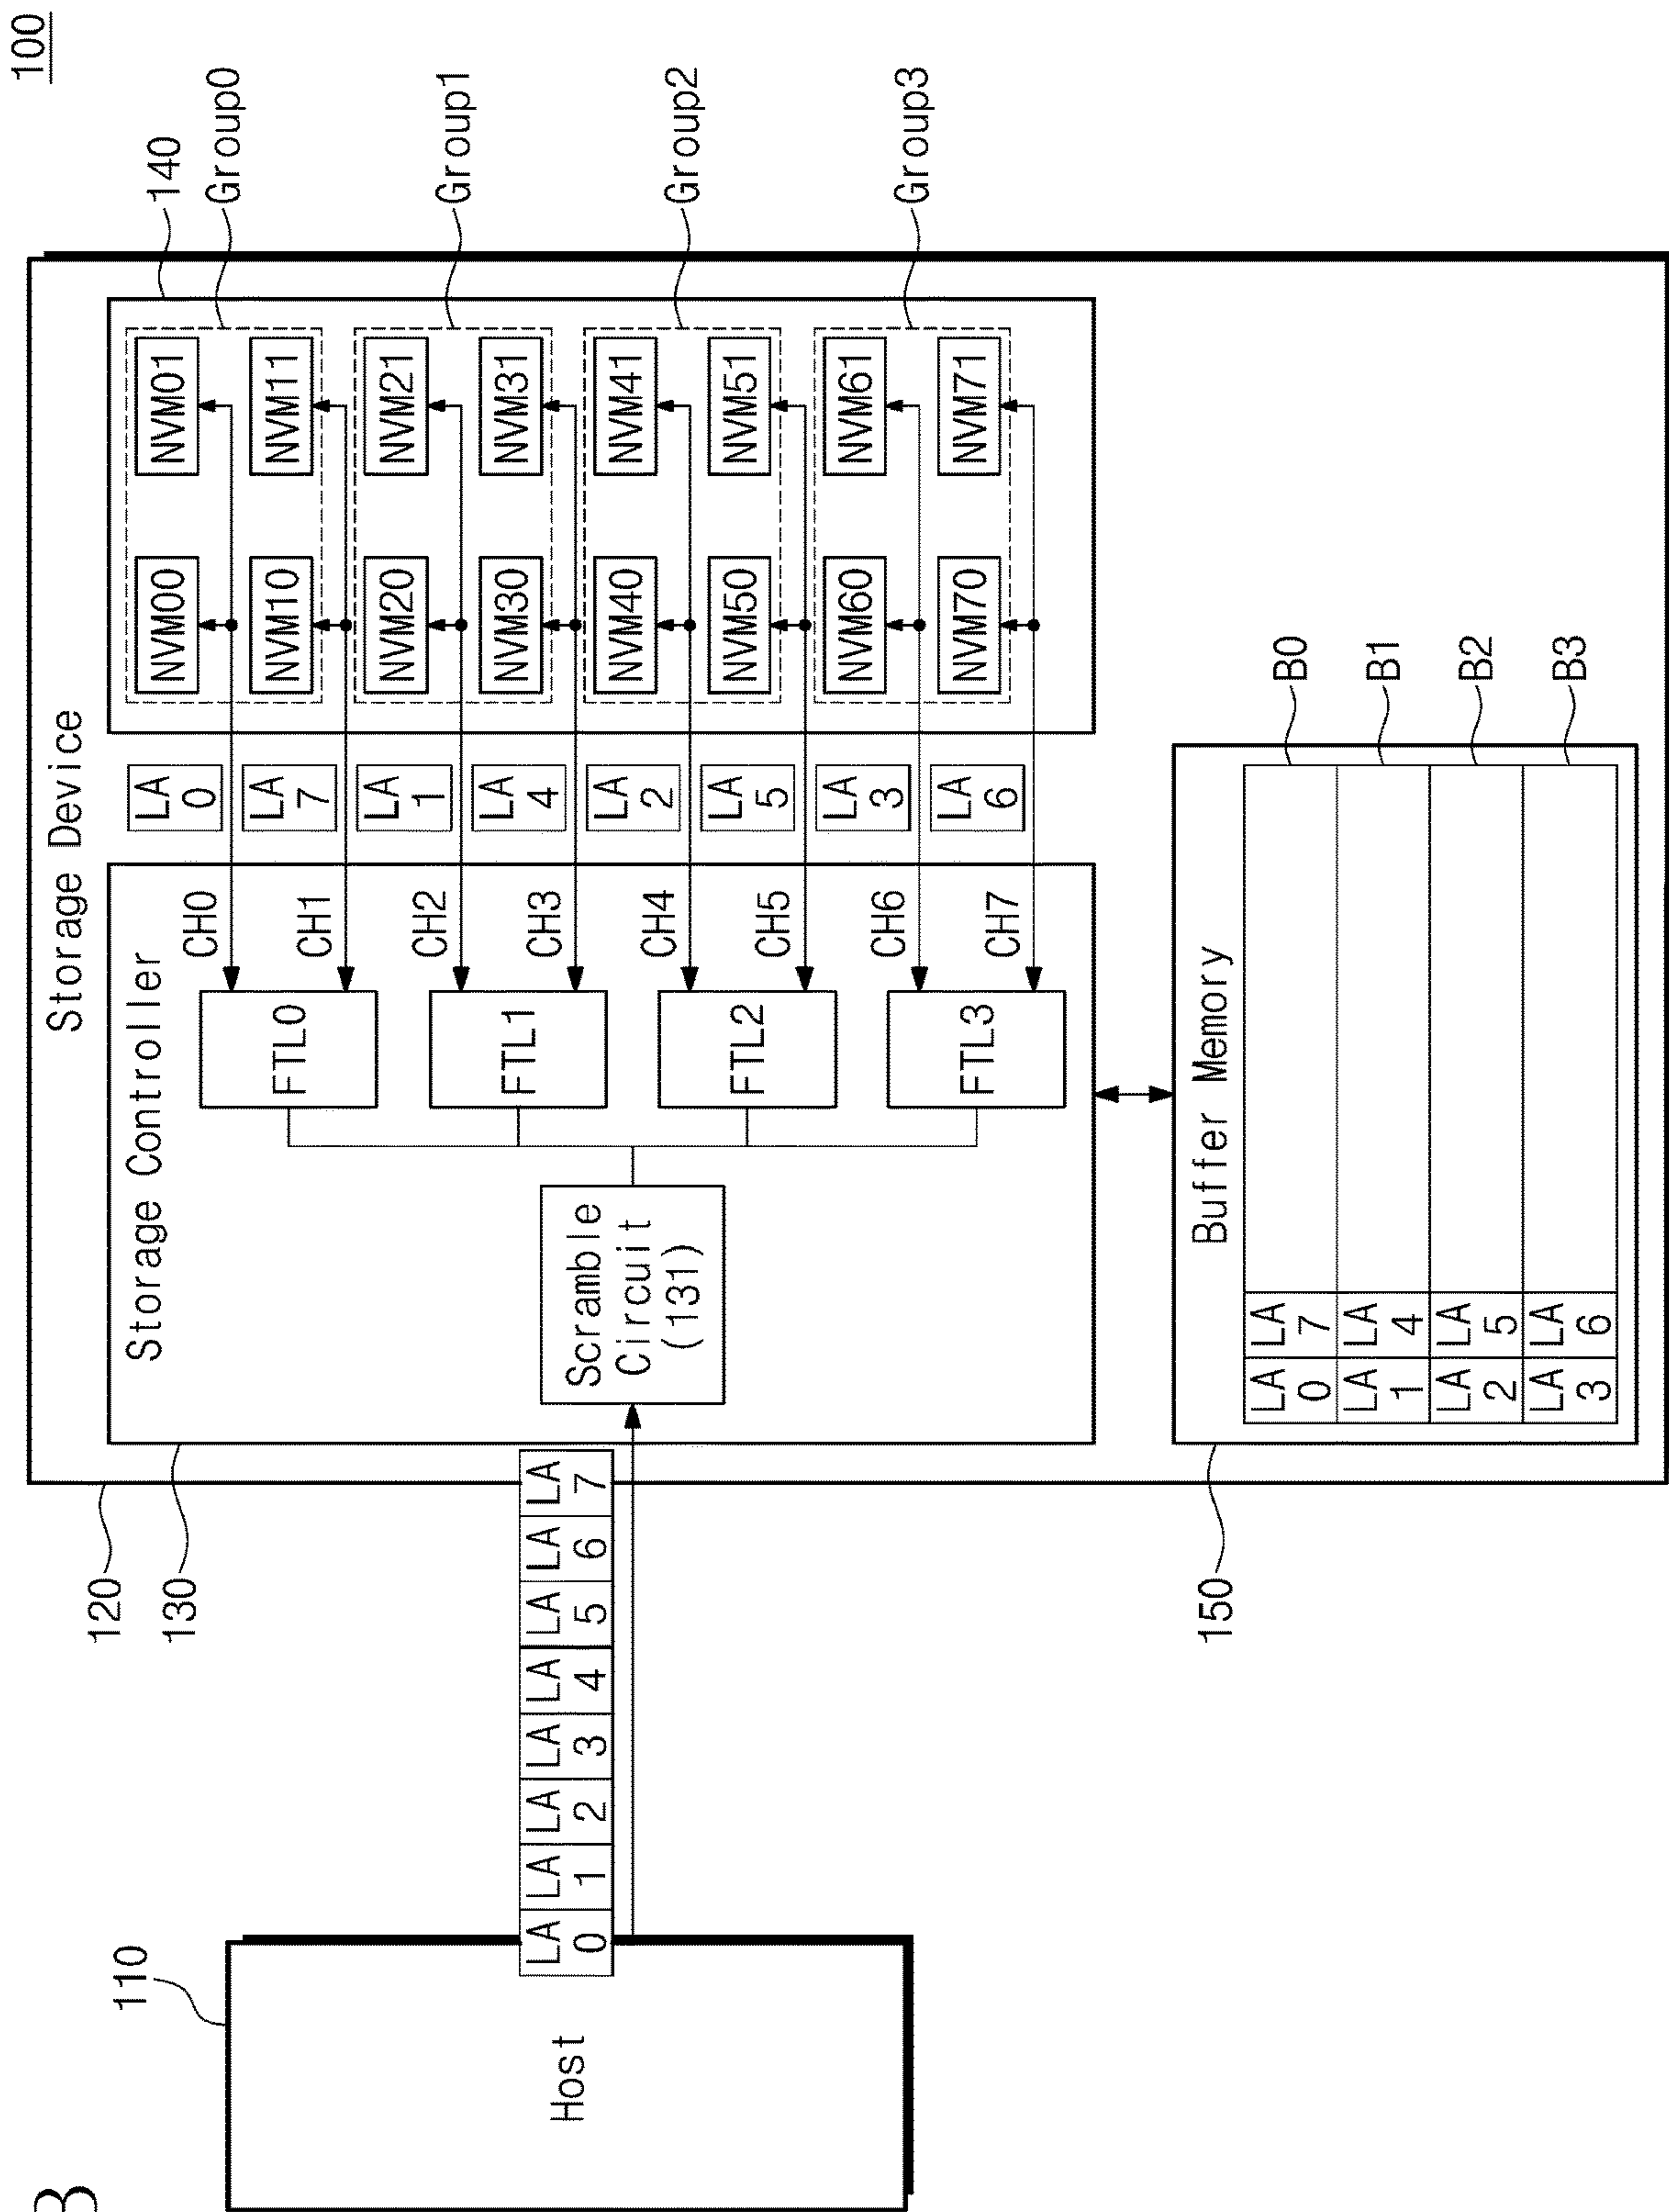 100
Storage Device
120
130
Storage Controller
140
Group0
Group1
Group2
Group3
110
Host
LA 0
LA 1
LA 2
LA 3
LA 4
LA 5
LA 6
LA 7
Scramble
Circuit
(131)
FTL0
FTL1
FTL2
FTL3
CH0
CH1
CH2
CH3
CH4
CH5
CH6
CH7
LA 0
LA 7
LA 1
LA 4
LA 2
LA 5
LA 3
LA 6
NVM00
NVM01
NVM10
NVM11
NVM20
NVM21
NVM30
NVM31
NVM40
NVM41
NVM50
NVM51
NVM60
NVM61
NVM70
NVM71
150
Buffer Memory
LA 0
LA 7
B0
LA 1
LA 4
B1
LA 2
LA 5
B2
LA 3
LA 6
B3
3